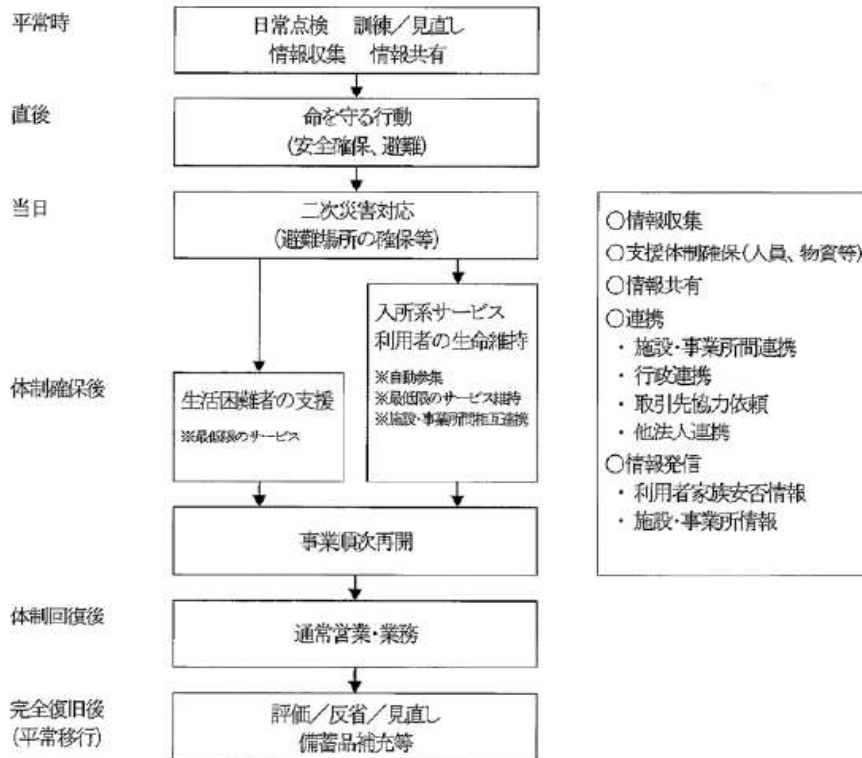 平常時
日常点検 訓練／見直し
情報収集 情報共有
直後
命を守る行動
(安全確保、避難)
当日
二次災害対応
(避難場所の確保等)
入所系サービス
利用者の生命維持
※自動参集
※最低限のサービス維持
※施設・事業所間相互連携
体制確保後
生活困難者の支援
※最低限のサービス
事業順次再開
体制回復後
通常営業・業務
完全復旧後
(平常移行)
評価／反省／見直し
備蓄品補充等
○情報収集
○支援体制確保(人員、物資等)
○情報共有
○連携
・ 施設・事業所間連携
・ 行政連携
・ 取引先協力依頼
・ 他法人連携
○情報発信
・ 利用者家族安否情報
・ 施設・事業所情報